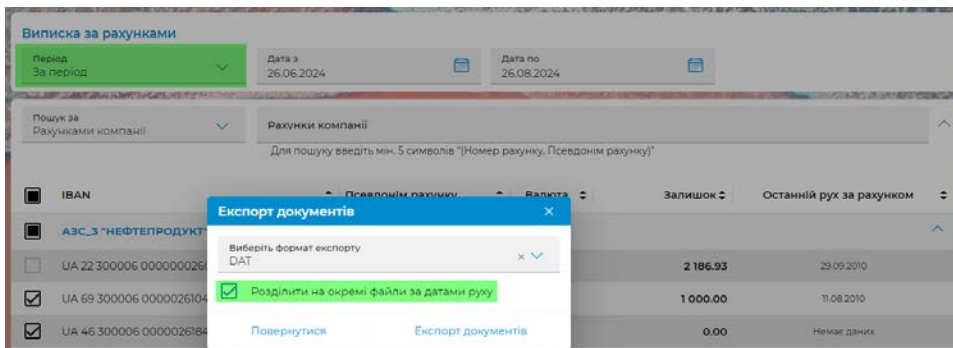 Виписка за рахунками
Період
За період
Дата з
26.06.2024
Дата по
26.08.2024
Пошук за
Рахунками компанії
Рахунки компанії
Для пошуку введіть мін. 5 символів "(Номер рахунку, Псевдонім рахунку)"
IBAN Псевдонім рахунку Валюта Залишок Останній рух за рахунком
АЗС_3 "НЕФТЕПРОДУКТ"
UA 22 300006 0000000260 2 186.93 29.09.2010
UA 69 300006 0000026104 1 000.00 11.08.2010
UA 46 300006 0000026184 0.00 Немає даних
Експорт документів
Виберіть формат експорту
DAT
Розділити на окремі файли за датами руху
Повернутися Експорт документів